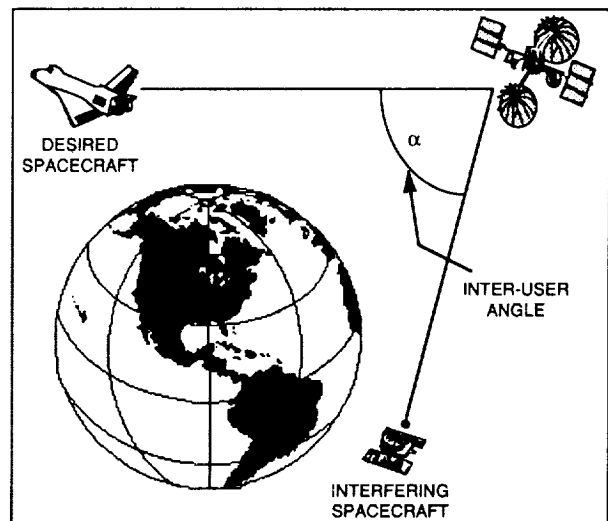 DESIRED
SPACECRAFT
α
INTER-USER
ANGLE
INTERFERING
SPACECRAFT